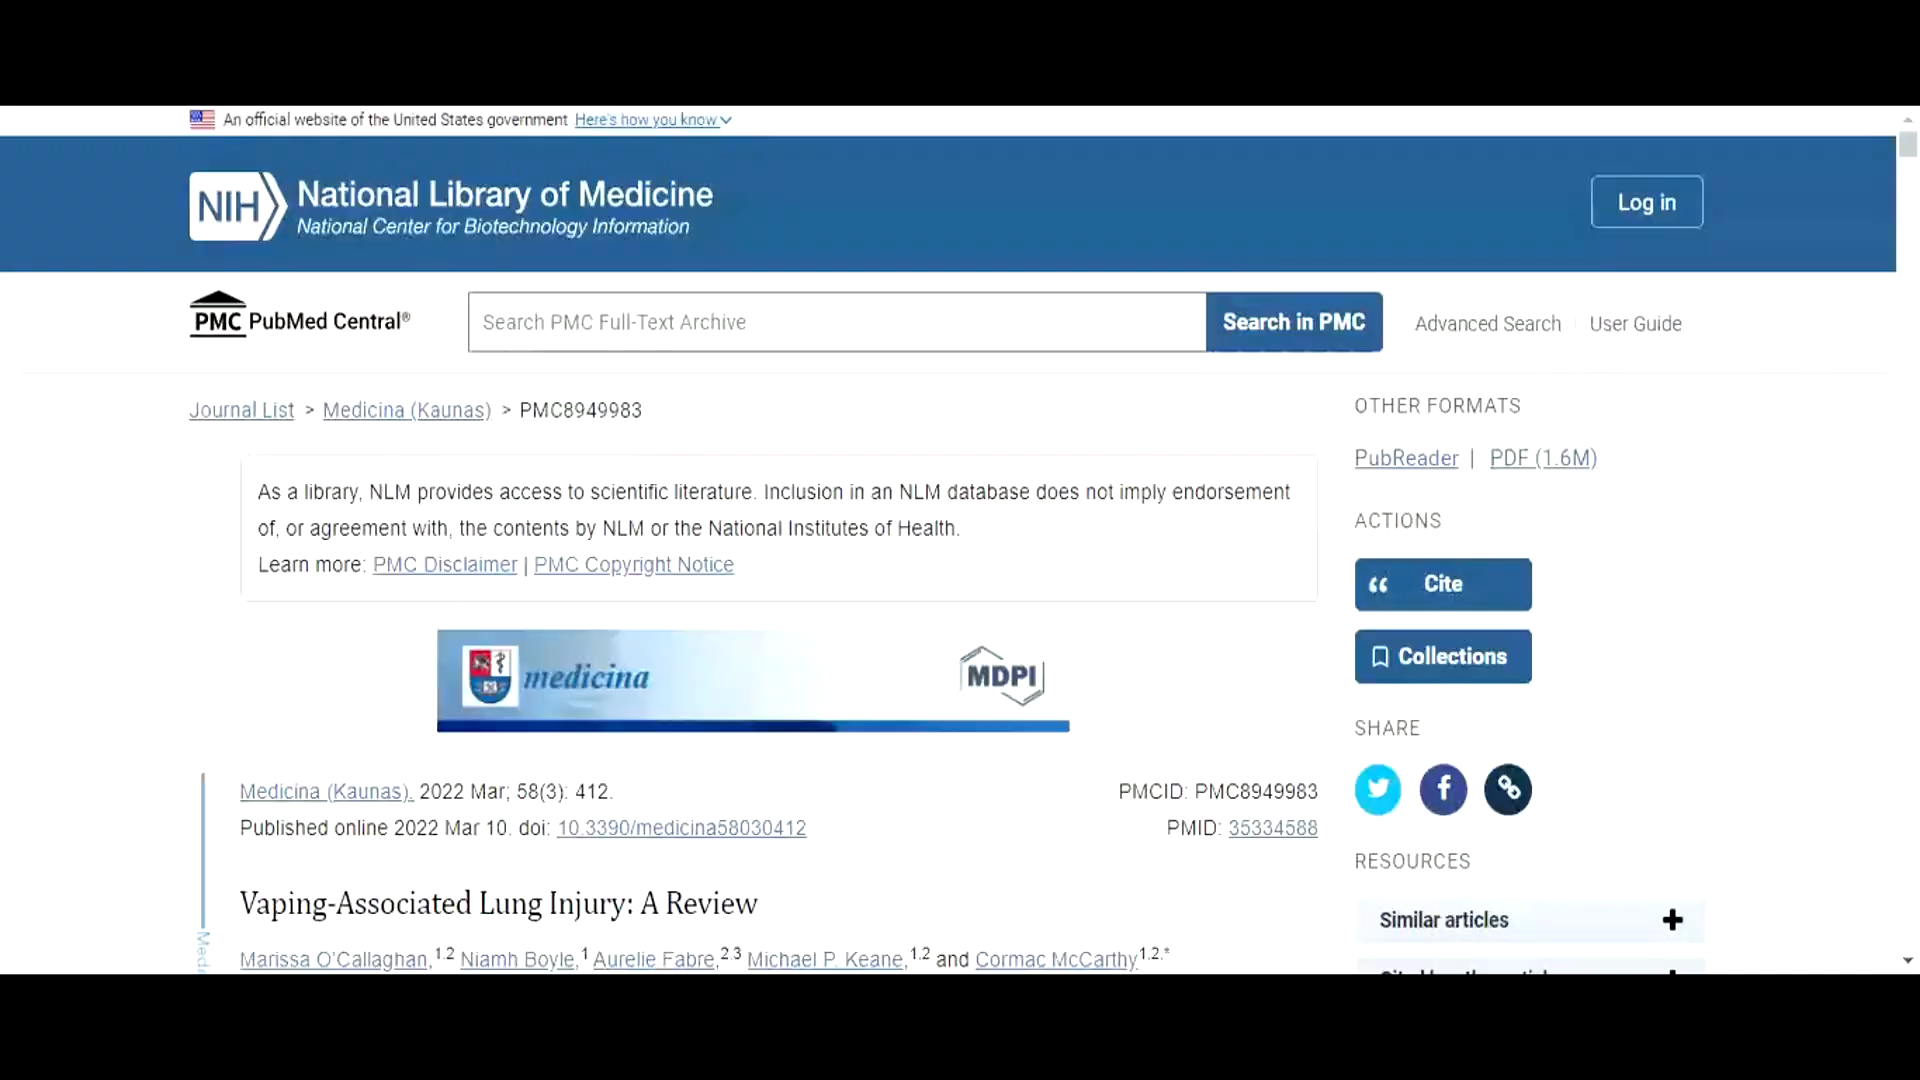 An official website of the United States government Here's how you know
NIH National Library of Medicine
National Center for Biotechnology Information
Log in
PMC PubMed Central®
Search PMC Full-Text Archive
Search in PMC
Advanced Search
User Guide
Journal List > Medicina (Kaunas) > PMC8949983
As a library, NLM provides access to scientific literature. Inclusion in an NLM database does not imply endorsement
of, or agreement with, the contents by NLM or the National Institutes of Health.
Learn more: PMC Disclaimer | PMC Copyright Notice
medicina
MDPI
Medicina (Kaunas). 2022 Mar; 58(3): 412.
Published online 2022 Mar 10. doi: 10.3390/medicina58030412
PMCID: PMC8949983
PMID: 35334588
Vaping-Associated Lung Injury: A Review
Marissa O'Callaghan,1,2 Niamh Boyle,1 Aurelie Fabre,2,3 Michael P. Keane,1,2 and Cormac McCarthy1,2,*
OTHER FORMATS
PubReader | PDF (1.6M)
ACTIONS
Cite
Collections
SHARE
RESOURCES
Similar articles